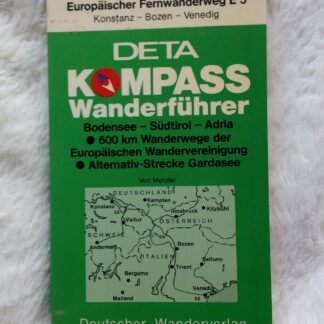 Europäischer Fernwanderweg E 5
Konstanz – Bozen – Venedig
DETA
KOMPASS
Wanderführer
Bodensee – Südtirol – Adria
● 600 km Wanderwege der
Europäischen Wandervereinigung
● Alternativ-Strecke Gardasee
Veit Metzler
DEUTSCHLAND
Kempten
Konstanz
Innsbruck
Kitzbühl
Vaduz
ÖSTERREICH
SCHWEIZ
Andermatt
Bozen
ITALIEN
Belluno
Trient
Bergamo
Mailand
Venedig
Deutscher Wanderverlag